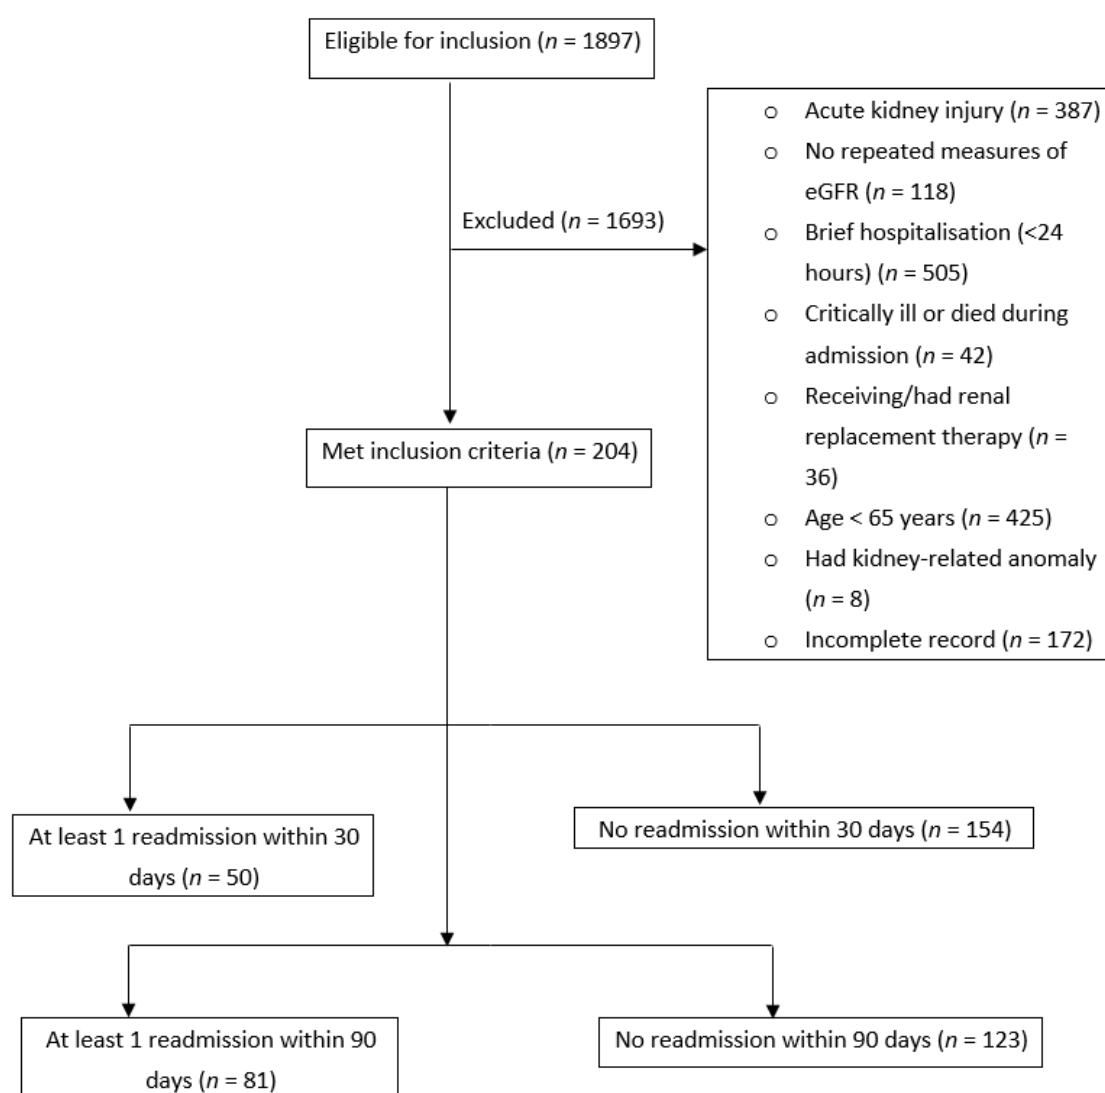 Eligible for inclusion (n = 1897)
o Acute kidney injury (n = 387)
o No repeated measures of
eGFR (n = 118)
Excluded (n = 1693)
o Brief hospitalisation (<24
hours) (n = 505)
o Critically ill or died during
admission (n = 42)
o Receiving/had renal
replacement therapy (n =
36)
o Age < 65 years (n = 425)
o Had kidney-related anomaly
(n = 8)
o Incomplete record (n = 172)
Met inclusion criteria (n = 204)
At least 1 readmission within 30
days (n = 50)
No readmission within 30 days (n = 154)
At least 1 readmission within 90
days (n = 81)
No readmission within 90 days (n = 123)